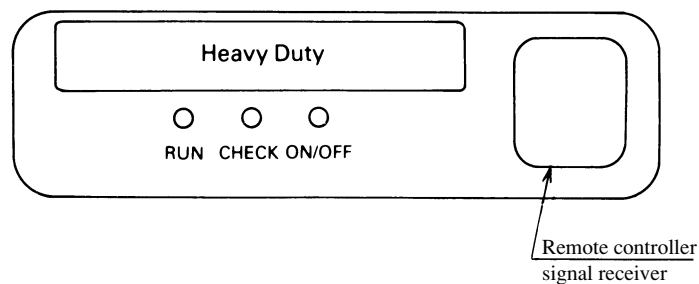 Heavy Duty
RUN CHECK ON/OFF
Remote controller
signal receiver